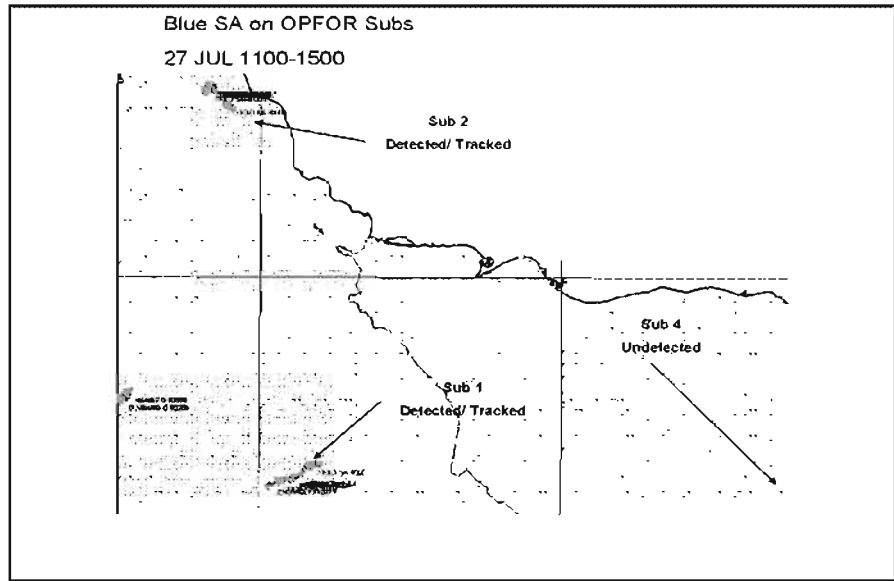 Blue SA on OPFOR Subs
27 JUL 1100-1500
Sub 2
Detected/ Tracked
Sub 4
Undetected
Sub 1
Detected/ Tracked